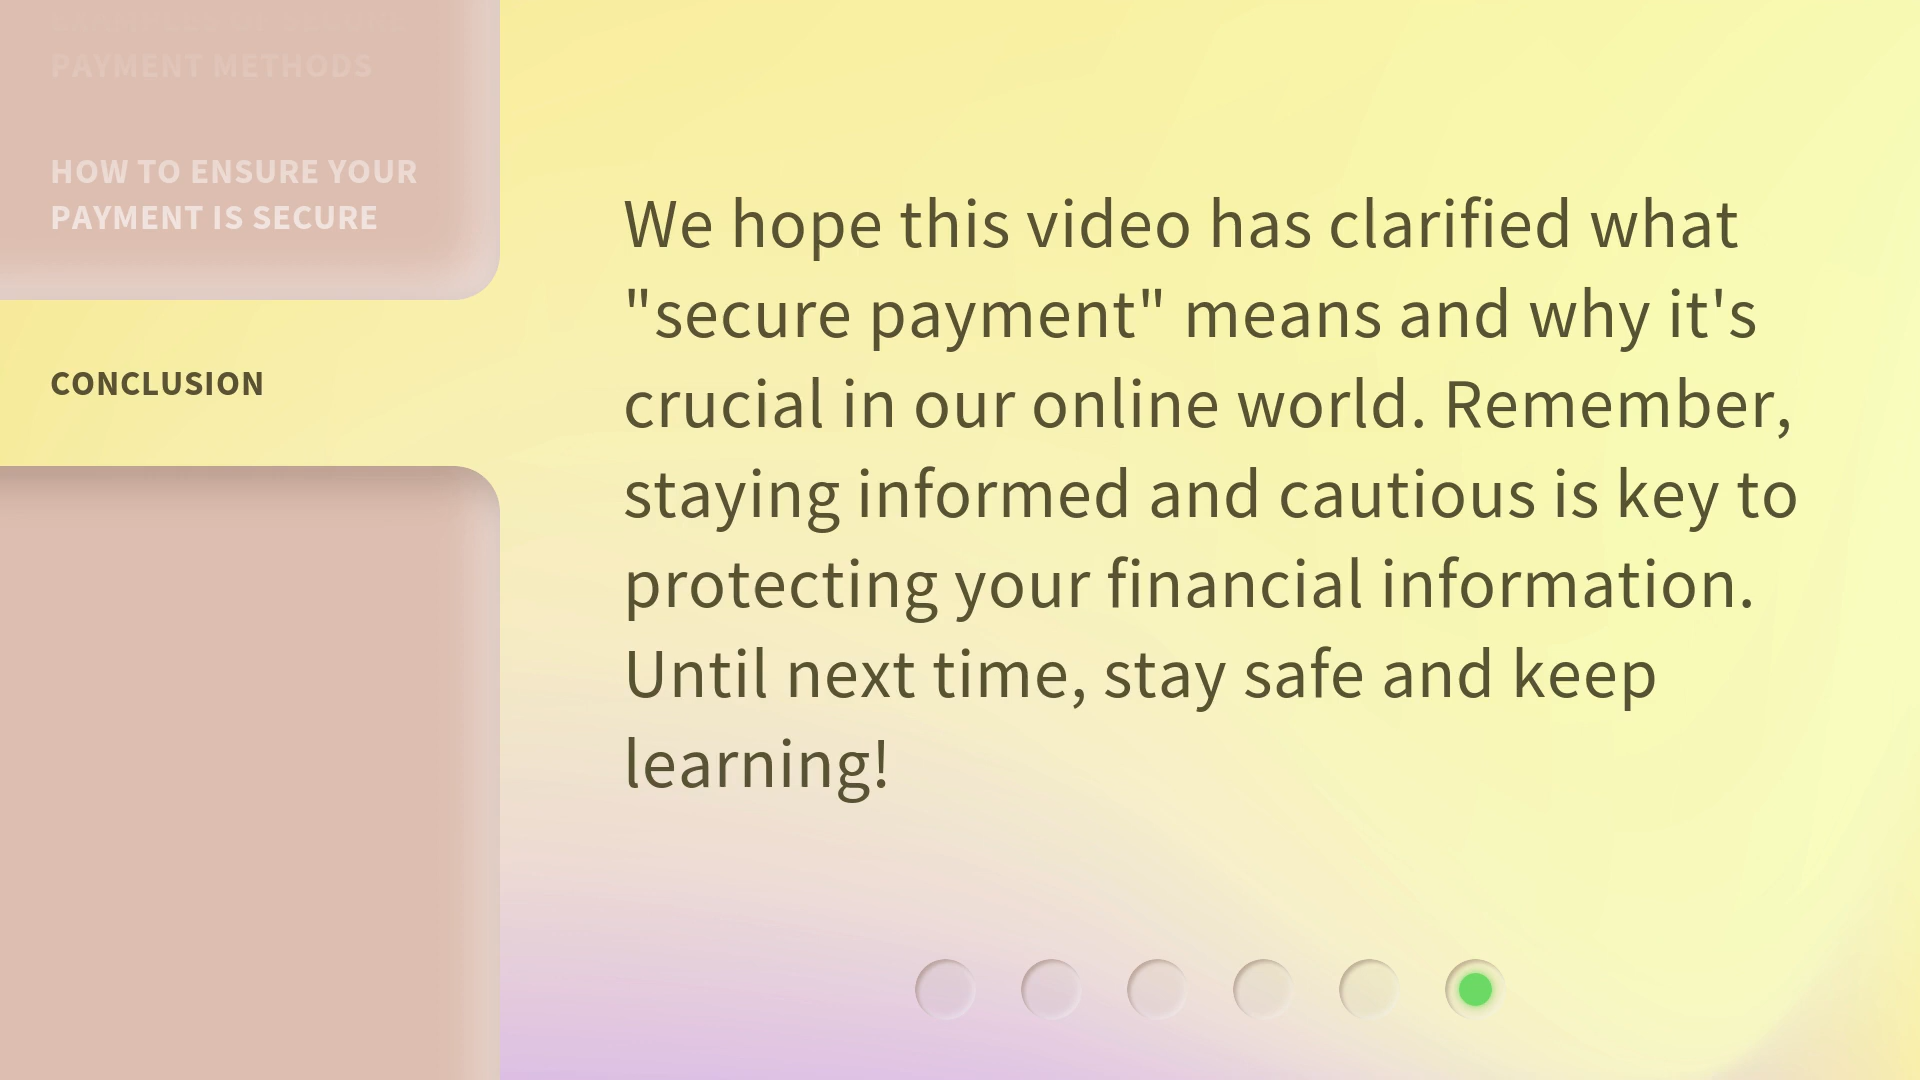 PAYMENT METHODS
HOW TO ENSURE YOUR
PAYMENT IS SECURE
CONCLUSION
We hope this video has clarified what
"secure payment" means and why it's
crucial in our online world. Remember,
staying informed and cautious is key to
protecting your financial information.
Until next time, stay safe and keep
learning!